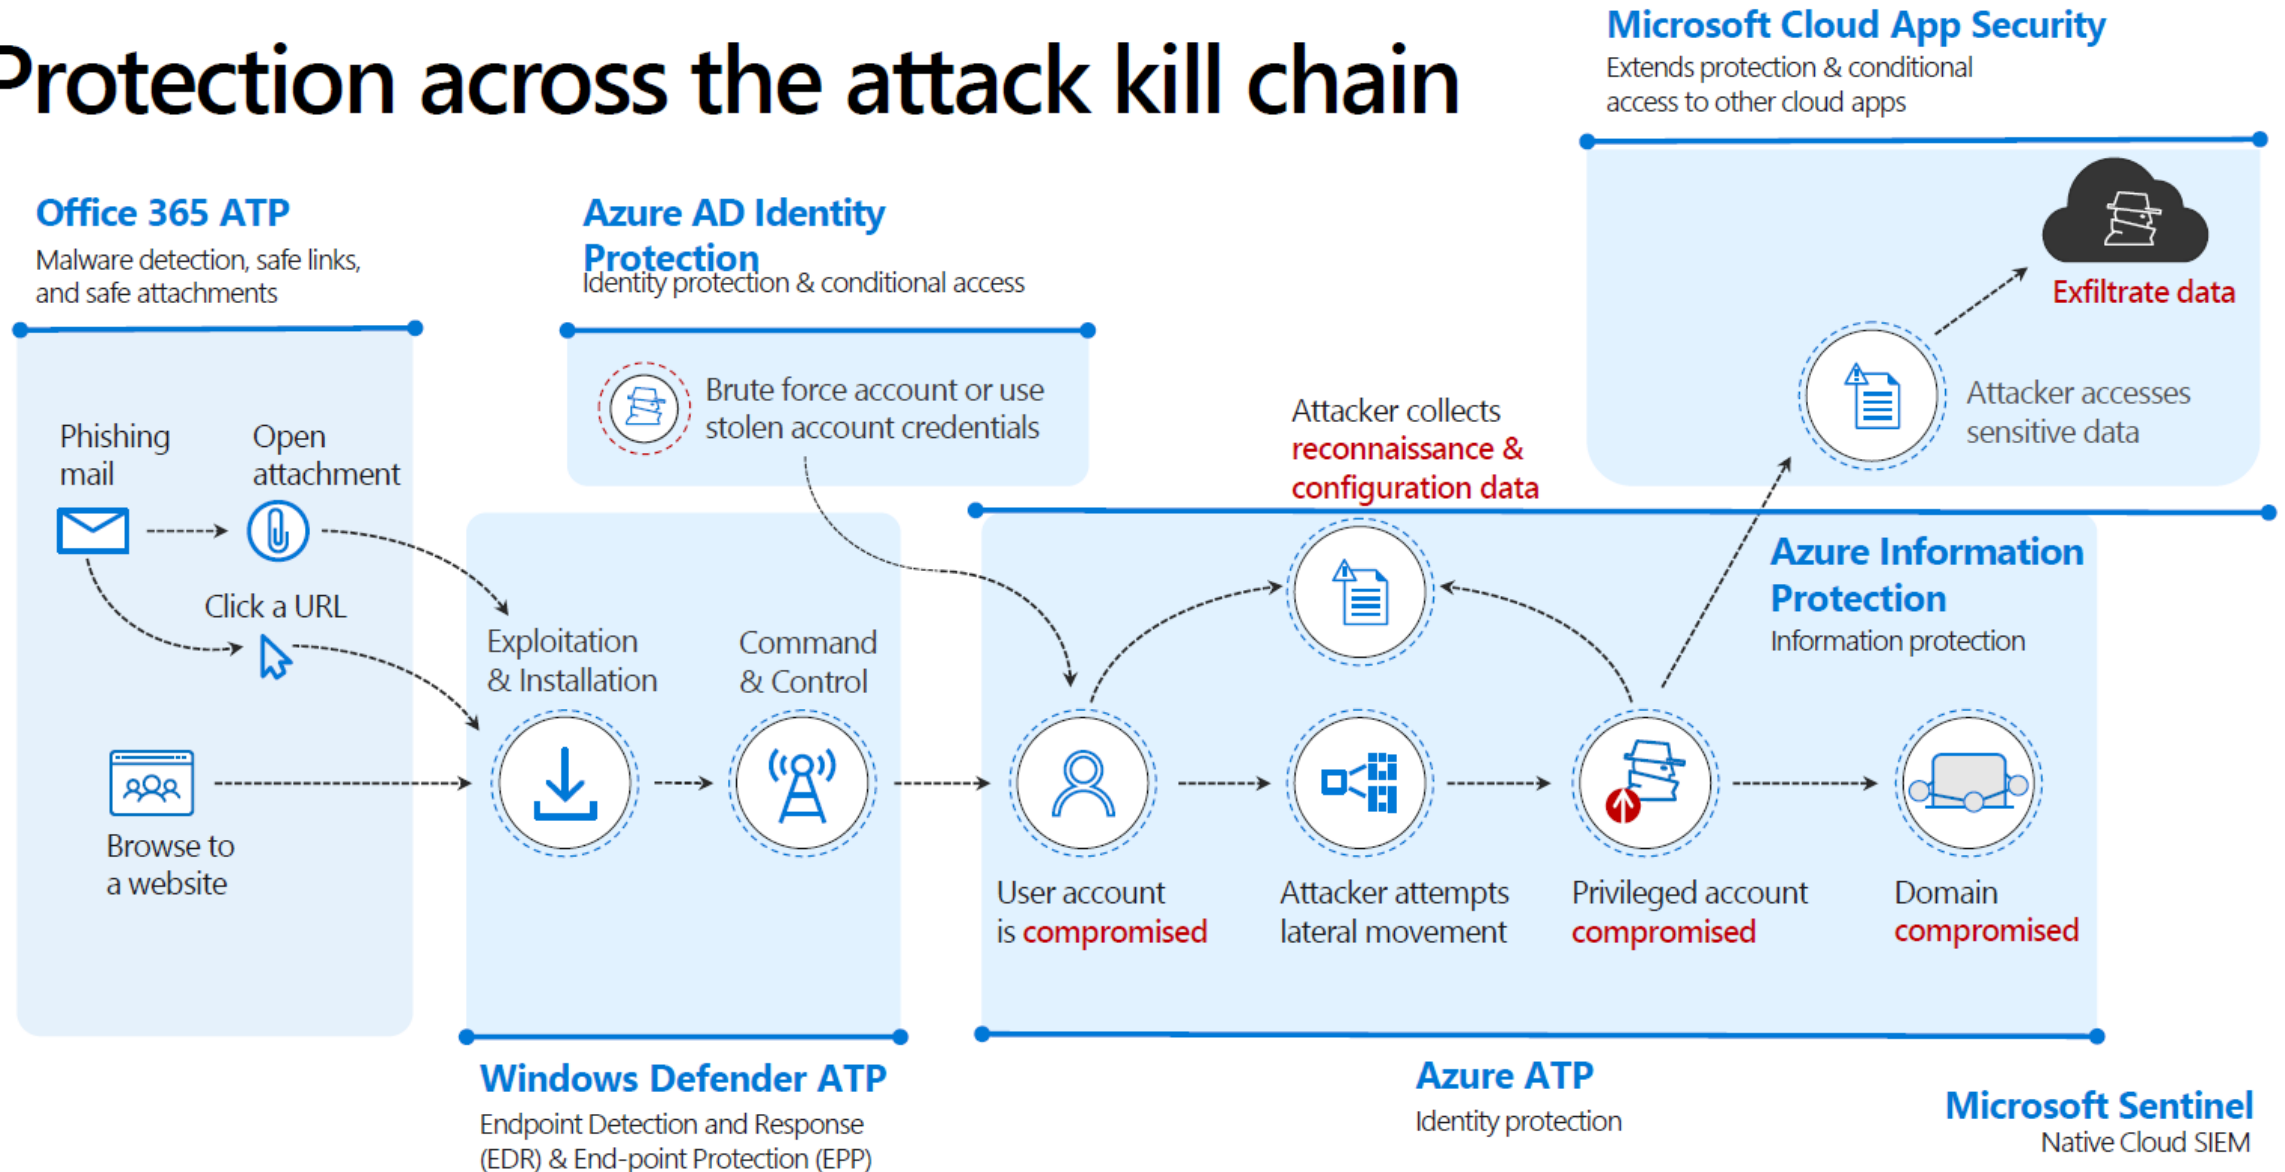 Protection across the attack kill chain
Microsoft Cloud App Security
Extends protection & conditional
access to other cloud apps
Office 365 ATP
Malware detection, safe links,
and safe attachments
Azure AD Identity
Protection
Identity protection & conditional access
Exfiltrate data
Brute force account or use
stolen account credentials
Attacker collects
reconnaissance &
configuration data
Attacker accesses
sensitive data
Phishing
mail
Open
attachment
Click a URL
Exploitation
& Installation
Command
& Control
Azure Information
Protection
Information protection
Browse to
a website
User account
is compromised
Attacker attempts
lateral movement
Privileged account
compromised
Domain
compromised
Windows Defender ATP
Endpoint Detection and Response
(EDR) & End-point Protection (EPP)
Azure ATP
Identity protection
Microsoft Sentinel
Native Cloud SIEM